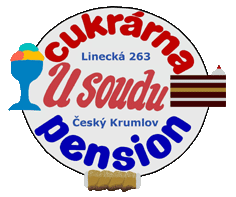 cukrárna
Linecká 263
U soudu
Český Krumlov
pension